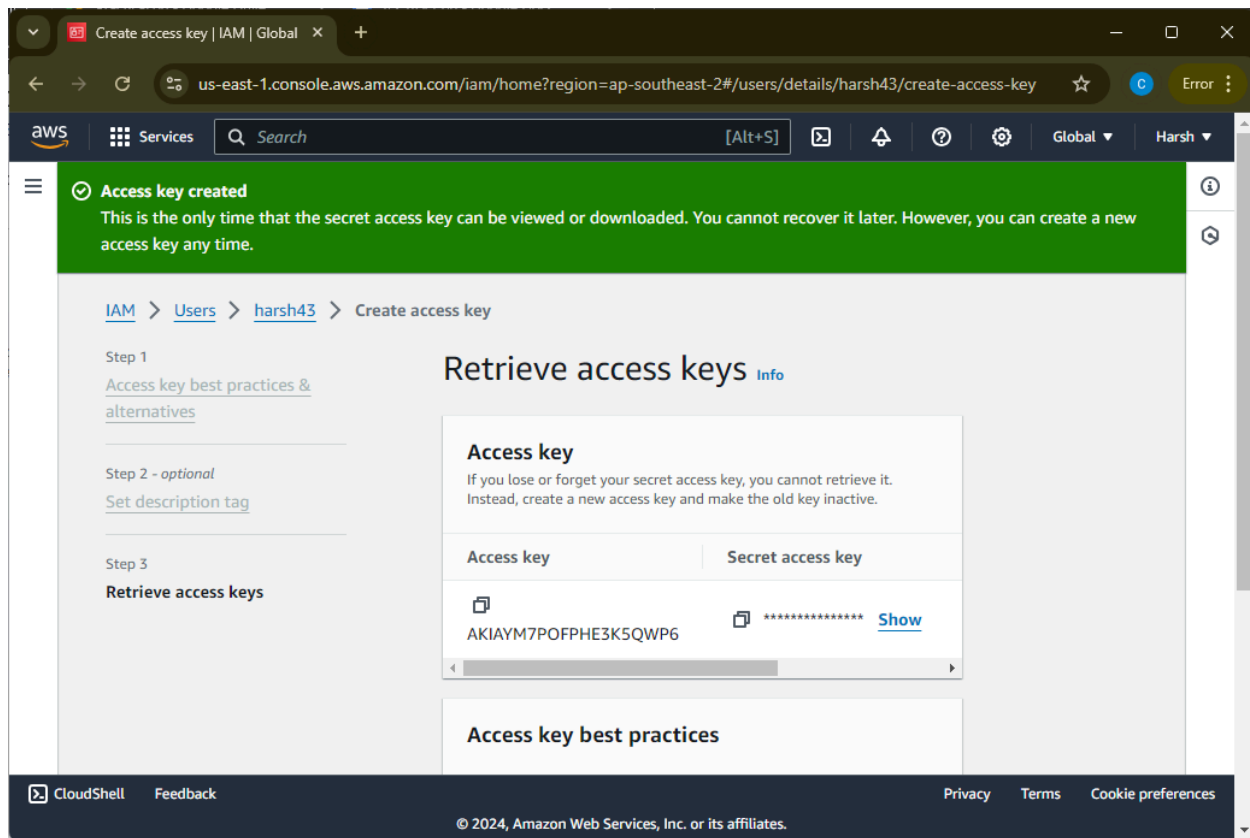 Create access key | IAM | Global
us-east-1.console.aws.amazon.com/iam/home?region=ap-southeast-2#/users/details/harsh43/create-access-key
C
Error
aws
Services
Search
[Alt+S]
Global
Harsh
Access key created
This is the only time that the secret access key can be viewed or downloaded. You cannot recover it later. However, you can create a new
access key any time.
IAM > Users > harsh43 > Create access key
Step 1
Access key best practices &
alternatives
Step 2 - optional
Set description tag
Step 3
Retrieve access keys
Retrieve access keys Info
Access key
If you lose or forget your secret access key, you cannot retrieve it.
Instead, create a new access key and make the old key inactive.
Access key
Secret access key
AKIAYM7POFPHE3K5QWP6
*************** Show
Access key best practices
CloudShell
Feedback
Privacy
Terms
Cookie preferences
© 2024, Amazon Web Services, Inc. or its affiliates.